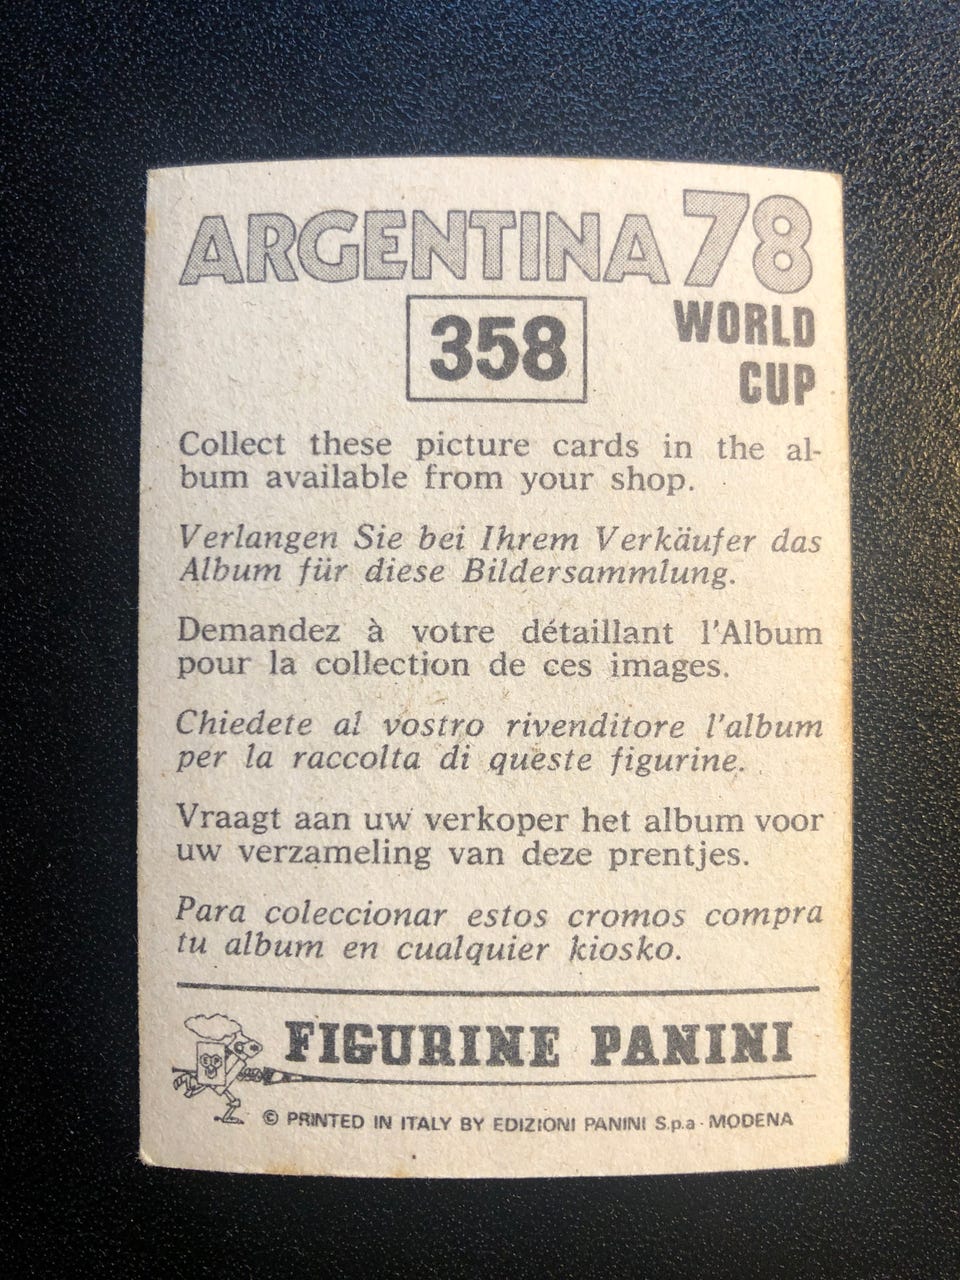 ARGENTINA 78
358
WORLD
CUP
Collect these picture cards in the al-
bum available from your shop.
Verlangen Sie bei Ihrem Verkäufer das
Album für diese Bildersammlung.
Demandez à votre détaillant l'Album
pour la collection de ces images.
Chiedete al vostro rivenditore l'album
per la raccolta di queste figurine.
Vraagt aan uw verkoper het album voor
uw verzameling van deze prentjes.
Para coleccionar estos cromos compra
tu album en cualquier kiosko.
FIGURINE PANINI
© PRINTED IN ITALY BY EDIZIONI PANINI S.p.a - MODENA